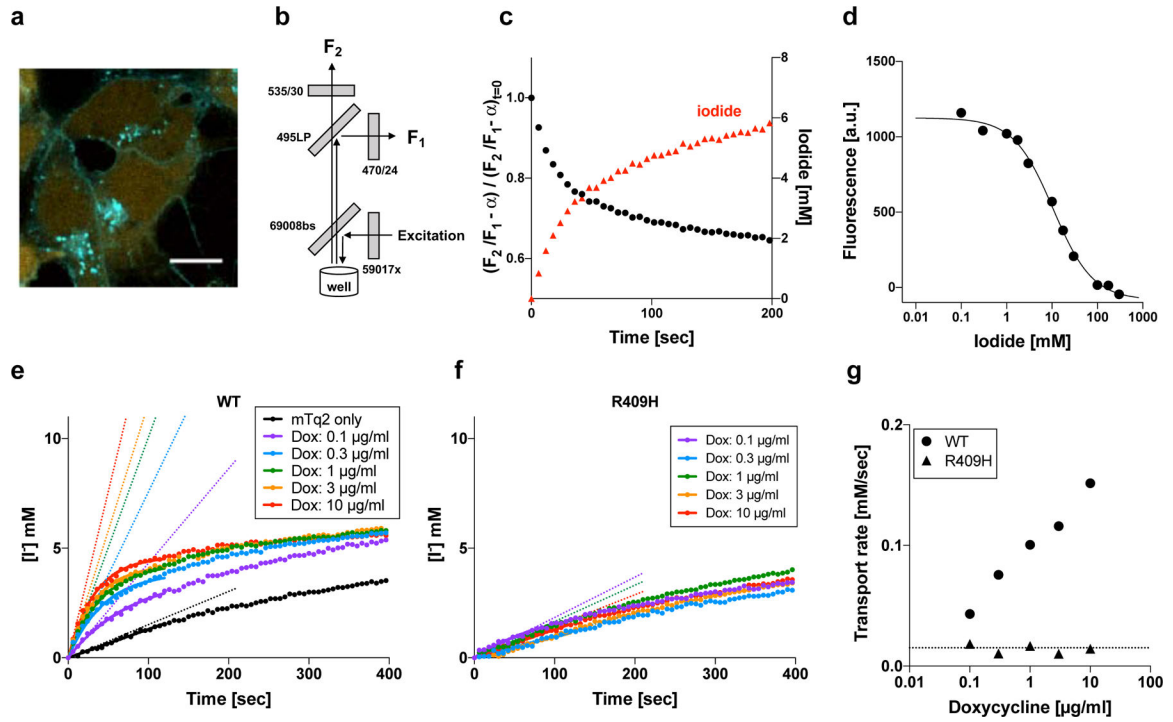 a
b
F2
535/30
495LP
F1
470/24
69008bs
Excitation
59017x
well
c
(F2 /F1 - α) / (F2 /F1 - α)t=0
1.0
0.8
0.6
iodide
8
6
4
2
0
Iodide [mM]
0
100
200
Time [sec]
d
Fluorescence [a.u.]
1500
1000
500
0
0.01
0.1
1
10
100
1000
Iodide [mM]
e
WT
[I-] mM
10
5
0
mTq2 only
Dox: 0.1 µg/ml
Dox: 0.3 µg/ml
Dox: 1 µg/ml
Dox: 3 µg/ml
Dox: 10 µg/ml
0
100
200
300
400
Time [sec]
f
R409H
[I-] mM
10
5
0
Dox: 0.1 µg/ml
Dox: 0.3 µg/ml
Dox: 1 µg/ml
Dox: 3 µg/ml
Dox: 10 µg/ml
0
100
200
300
400
Time [sec]
g
Transport rate [mM/sec]
0.2
0.1
0.0
WT
R409H
0.01
0.1
1
10
100
Doxycycline [µg/ml]